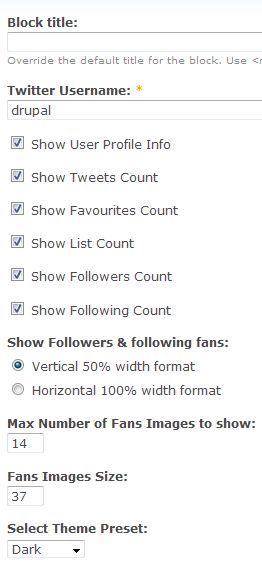 Block title:
Override the default title for the block. Use
Twitter Username: *
drupal
Show User Profile Info
Show Tweets Count
Show Favourites Count
Show List Count
Show Followers Count
Show Following Count
Show Followers & following fans:
Vertical 50% width format
Horizontal 100% width format
Max Number of Fans Images to show:
14
Fans Images Size:
37
Select Theme Preset:
Dark